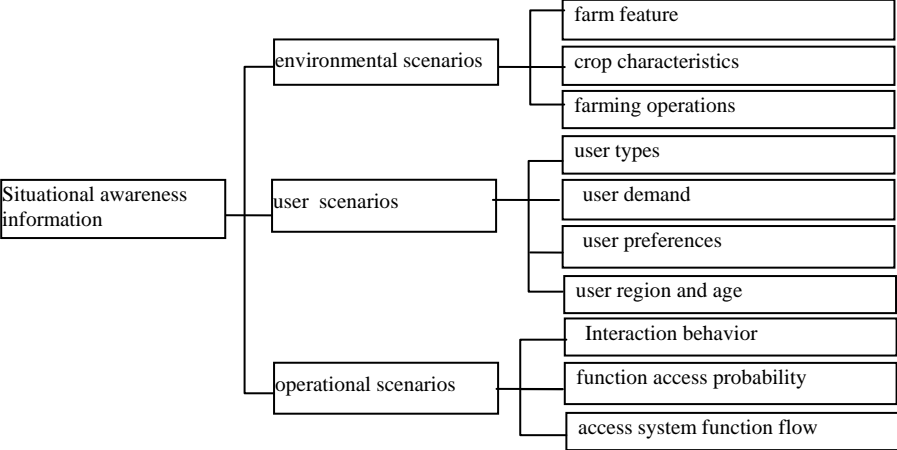 Situational awareness
information
environmental scenarios
farm feature
crop characteristics
farming operations
user scenarios
user types
user demand
user preferences
user region and age
operational scenarios
Interaction behavior
function access probability
access system function flow